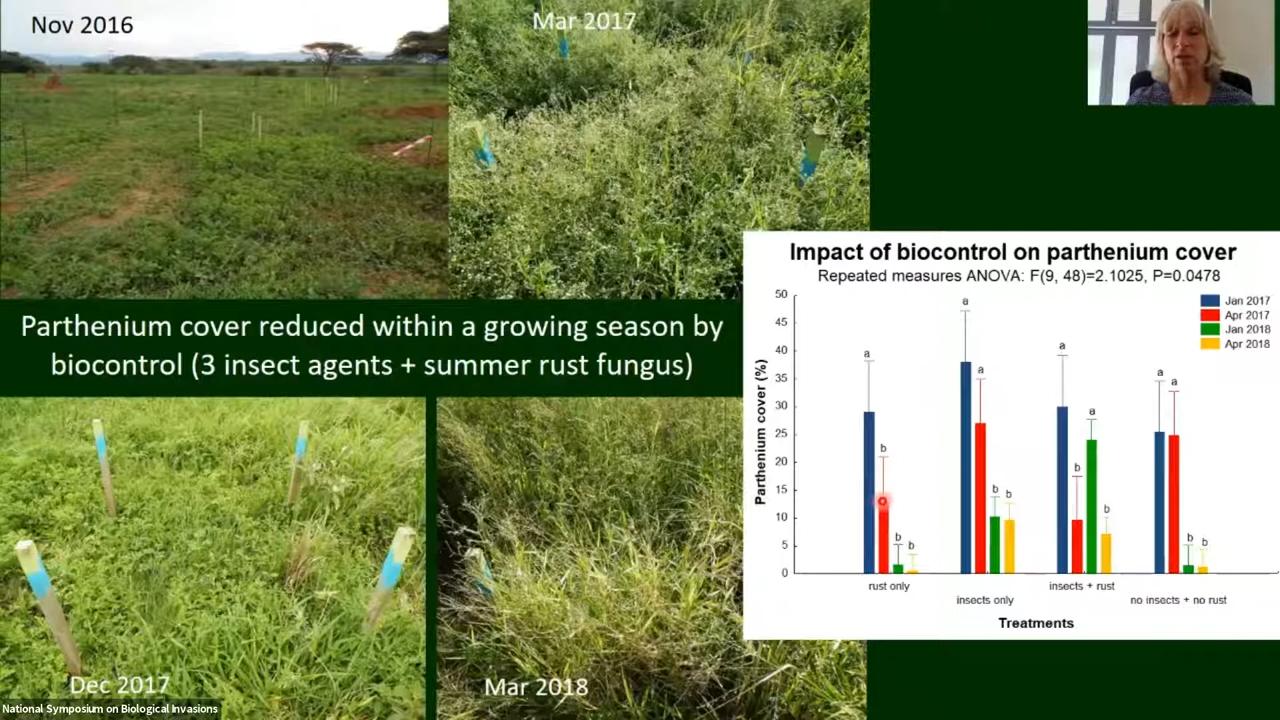 Nov 2016
Mar 2017
Parthenium cover reduced within a growing season by
biocontrol (3 insect agents + summer rust fungus)
Impact of biocontrol on parthenium cover
Repeated measures ANOVA: F(9, 48)=2.1025, P=0.0478
Jan 2017
Apr 2017
Jan 2018
Apr 2018
Parthenium cover (%)
50
45
40
35
30
25
20
15
10
5
0
a
b
b
b
a
a
b
b
a
b
a
b
a
a
b
b
rust only
insects only
insects + rust
no insects + no rust
Treatments
Dec 2017
Mar 2018
National Symposium on Biological Invasions